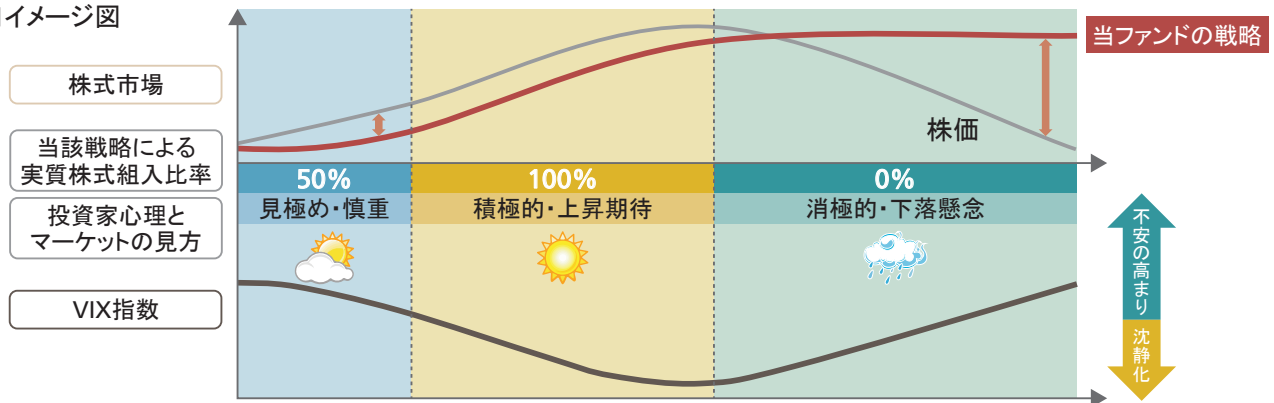 イメージ図
当ファンドの戦略
株式市場
株価
当該戦略による
実質株式組入比率
50%
100%
0%
投資家心理と
マーケットの見方
見極め・慎重
積極的・上昇期待
消極的・下落懸念
VIX指数
不安の高まり
沈静化